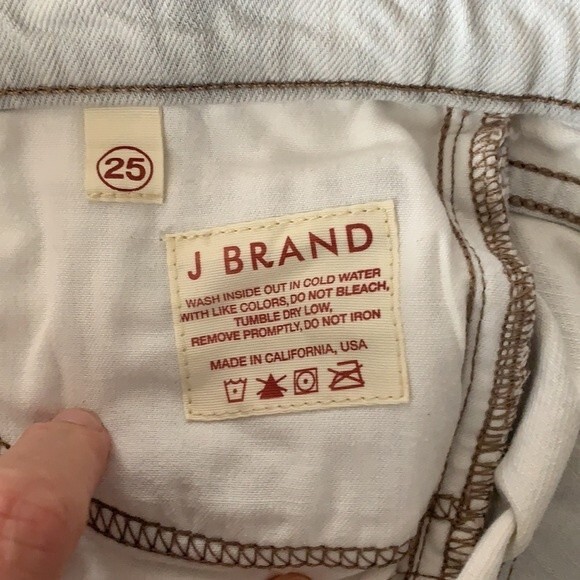 25
J BRAND
WASH INSIDE OUT IN COLD WATER
WITH LIKE COLORS, DO NOT BLEACH,
TUMBLE DRY LOW,
REMOVE PROMPTLY, DO NOT IRON
MADE IN CALIFORNIA, USA